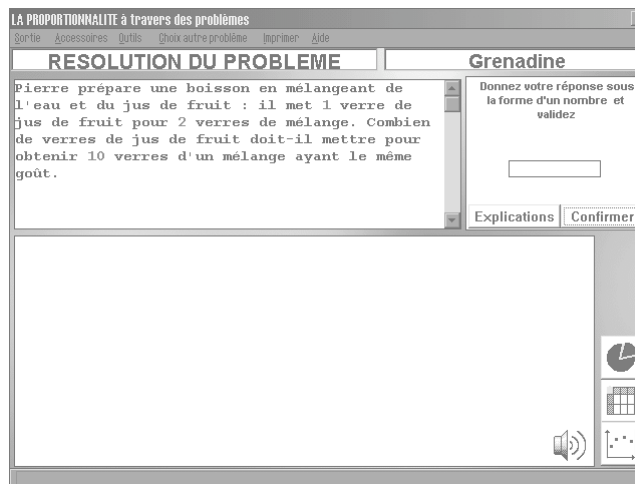 LA PROPORTIONNALITE à travers des problèmes
Sortie Accessoires Outils Choix autre problème Imprimer Aide
RESOLUTION DU PROBLEME
Grenadine
Pierre prépare une boisson en mélangeant de
l'eau et du jus de fruit : il met 1 verre de
jus de fruit pour 2 verres de mélange. Combien
de verres de jus de fruit doit-il mettre pour
obtenir 10 verres d'un mélange ayant le même
goût.
Donnez votre réponse sous
la forme d'un nombre et
validez
Explications Confirmer